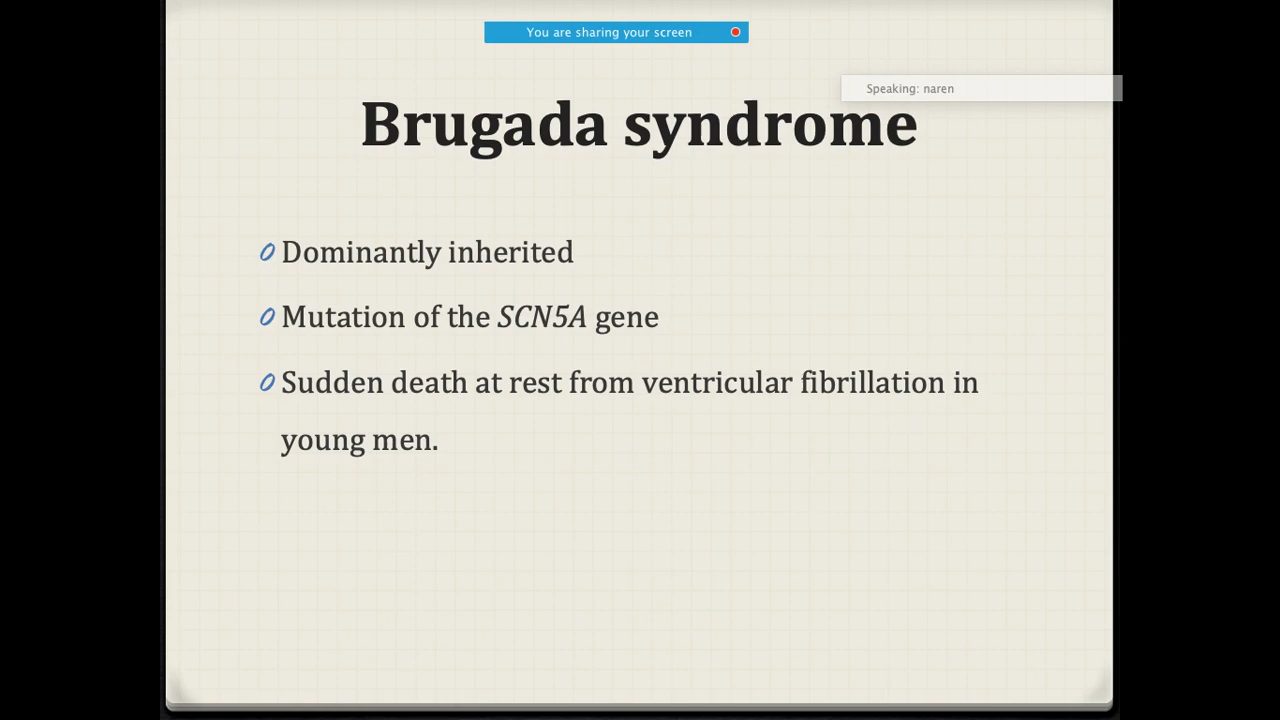 You are sharing your screen
Speaking: naren
Brugada syndrome
Dominantly inherited
Mutation of the SCN5A gene
Sudden death at rest from ventricular fibrillation in
young men.